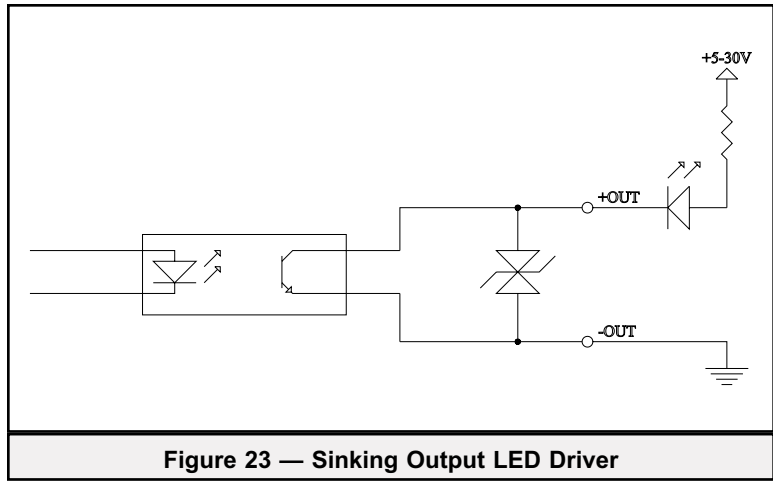 +5-30V
+OUT
-OUT
Figure 23 — Sinking Output LED Driver